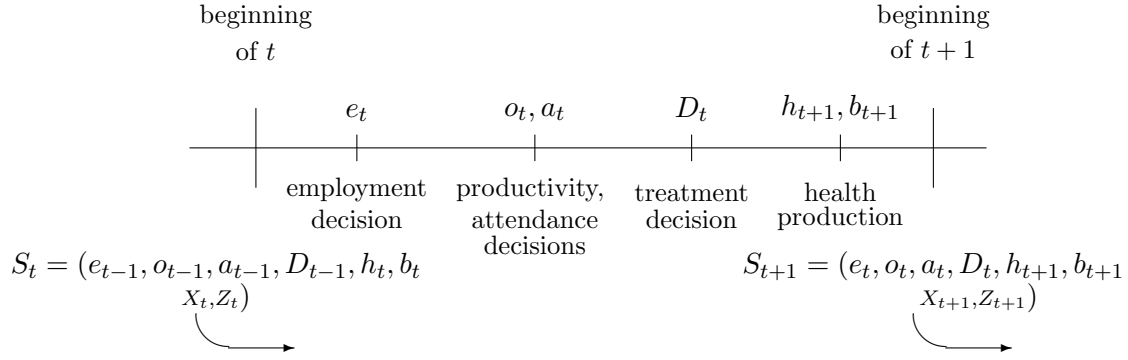 beginning
of t
beginning
of t + 1
e_t
o_t, a_t
D_t
h_{t+1}, b_{t+1}
employment
decision
productivity,
attendance
decisions
treatment
decision
health
production
S_t = (e_{t−1}, o_{t−1}, a_{t−1}, D_{t−1}, h_t, b_t
X_t,Z_t)
S_{t+1} = (e_t, o_t, a_t, D_t, h_{t+1}, b_{t+1}
X_{t+1},Z_{t+1})